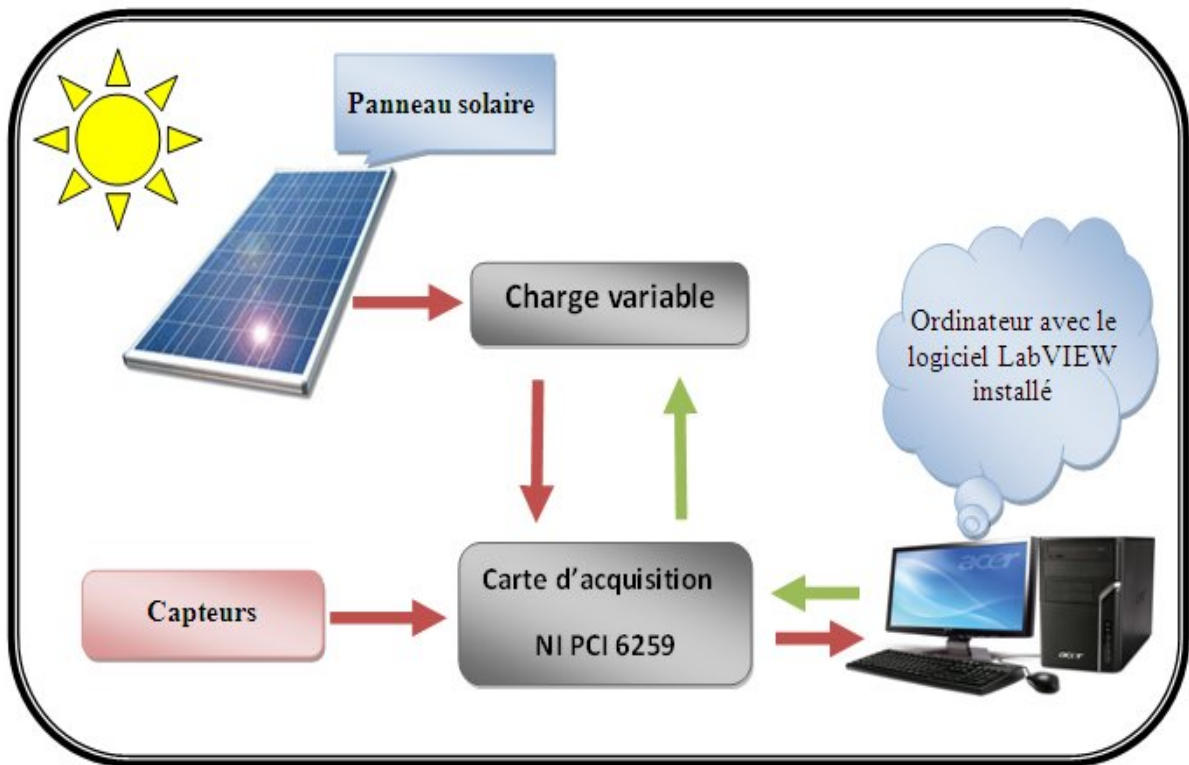 Panneau solaire
Charge variable
Ordinateur avec le
logiciel LabVIEW
installé
Capteurs
Carte d'acquisition
NI PCI 6259
acer
acer